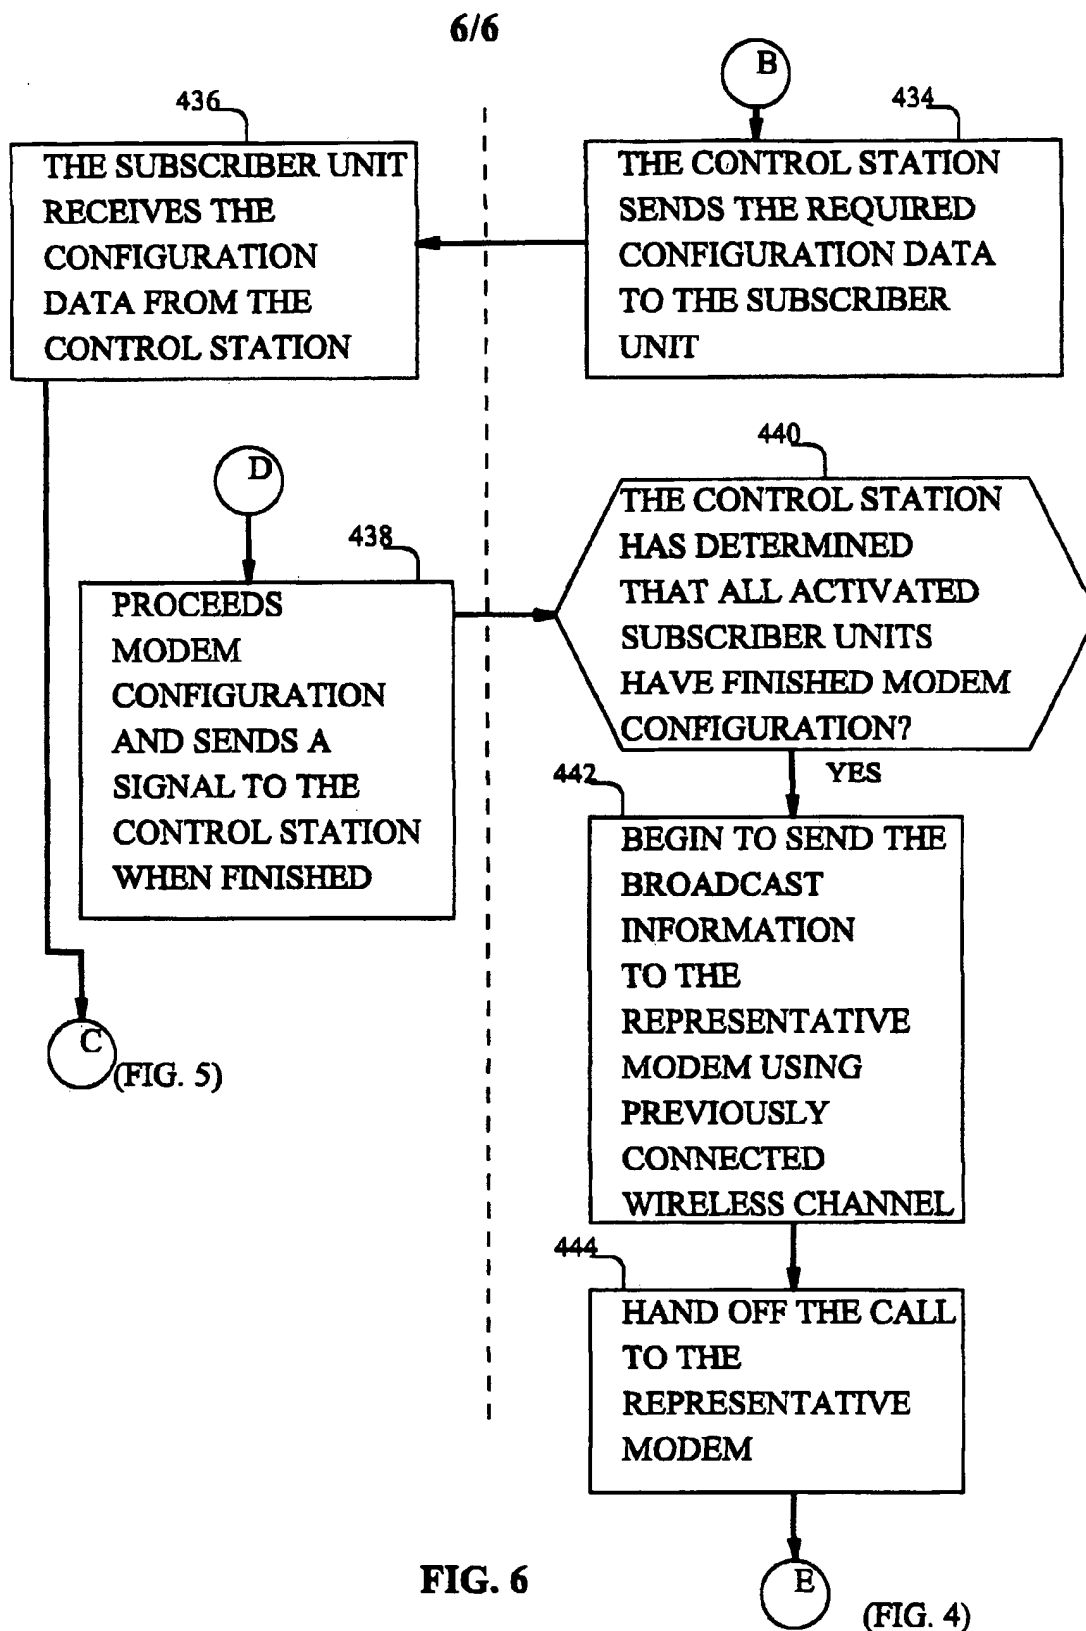 6/6
B
436
434
THE SUBSCRIBER UNIT
RECEIVES THE
CONFIGURATION
DATA FROM THE
CONTROL STATION
THE CONTROL STATION
SENDS THE REQUIRED
CONFIGURATION DATA
TO THE SUBSCRIBER
UNIT
D
438
440
PROCEEDS
MODEM
CONFIGURATION
AND SENDS A
SIGNAL TO THE
CONTROL STATION
WHEN FINISHED
THE CONTROL STATION
HAS DETERMINED
THAT ALL ACTIVATED
SUBSCRIBER UNITS
HAVE FINISHED MODEM
CONFIGURATION?
YES
442
BEGIN TO SEND THE
BROADCAST
INFORMATION
TO THE
REPRESENTATIVE
MODEM USING
PREVIOUSLY
CONNECTED
WIRELESS CHANNEL
C
(FIG. 5)
444
HAND OFF THE CALL
TO THE
REPRESENTATIVE
MODEM
E
(FIG. 4)
FIG. 6